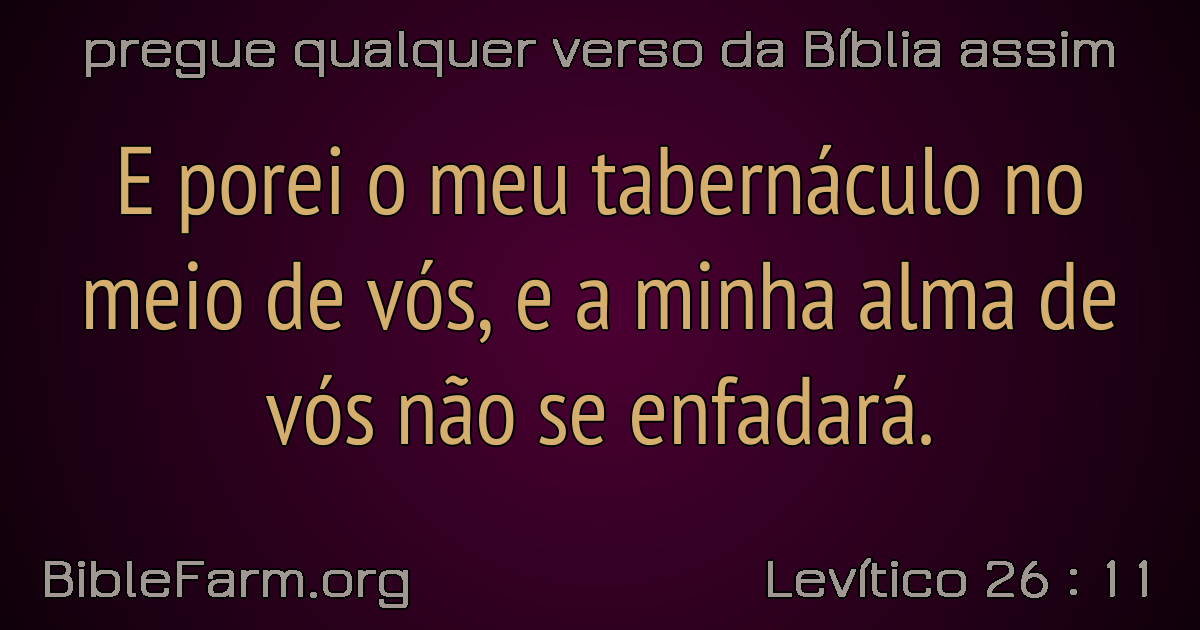 pregue qualquer verso da Bíblia assim
E porei o meu tabernáculo no
meio de vós, e a minha alma de
vós não se enfadará.
BibleFarm.org
Levítico 26 : 11